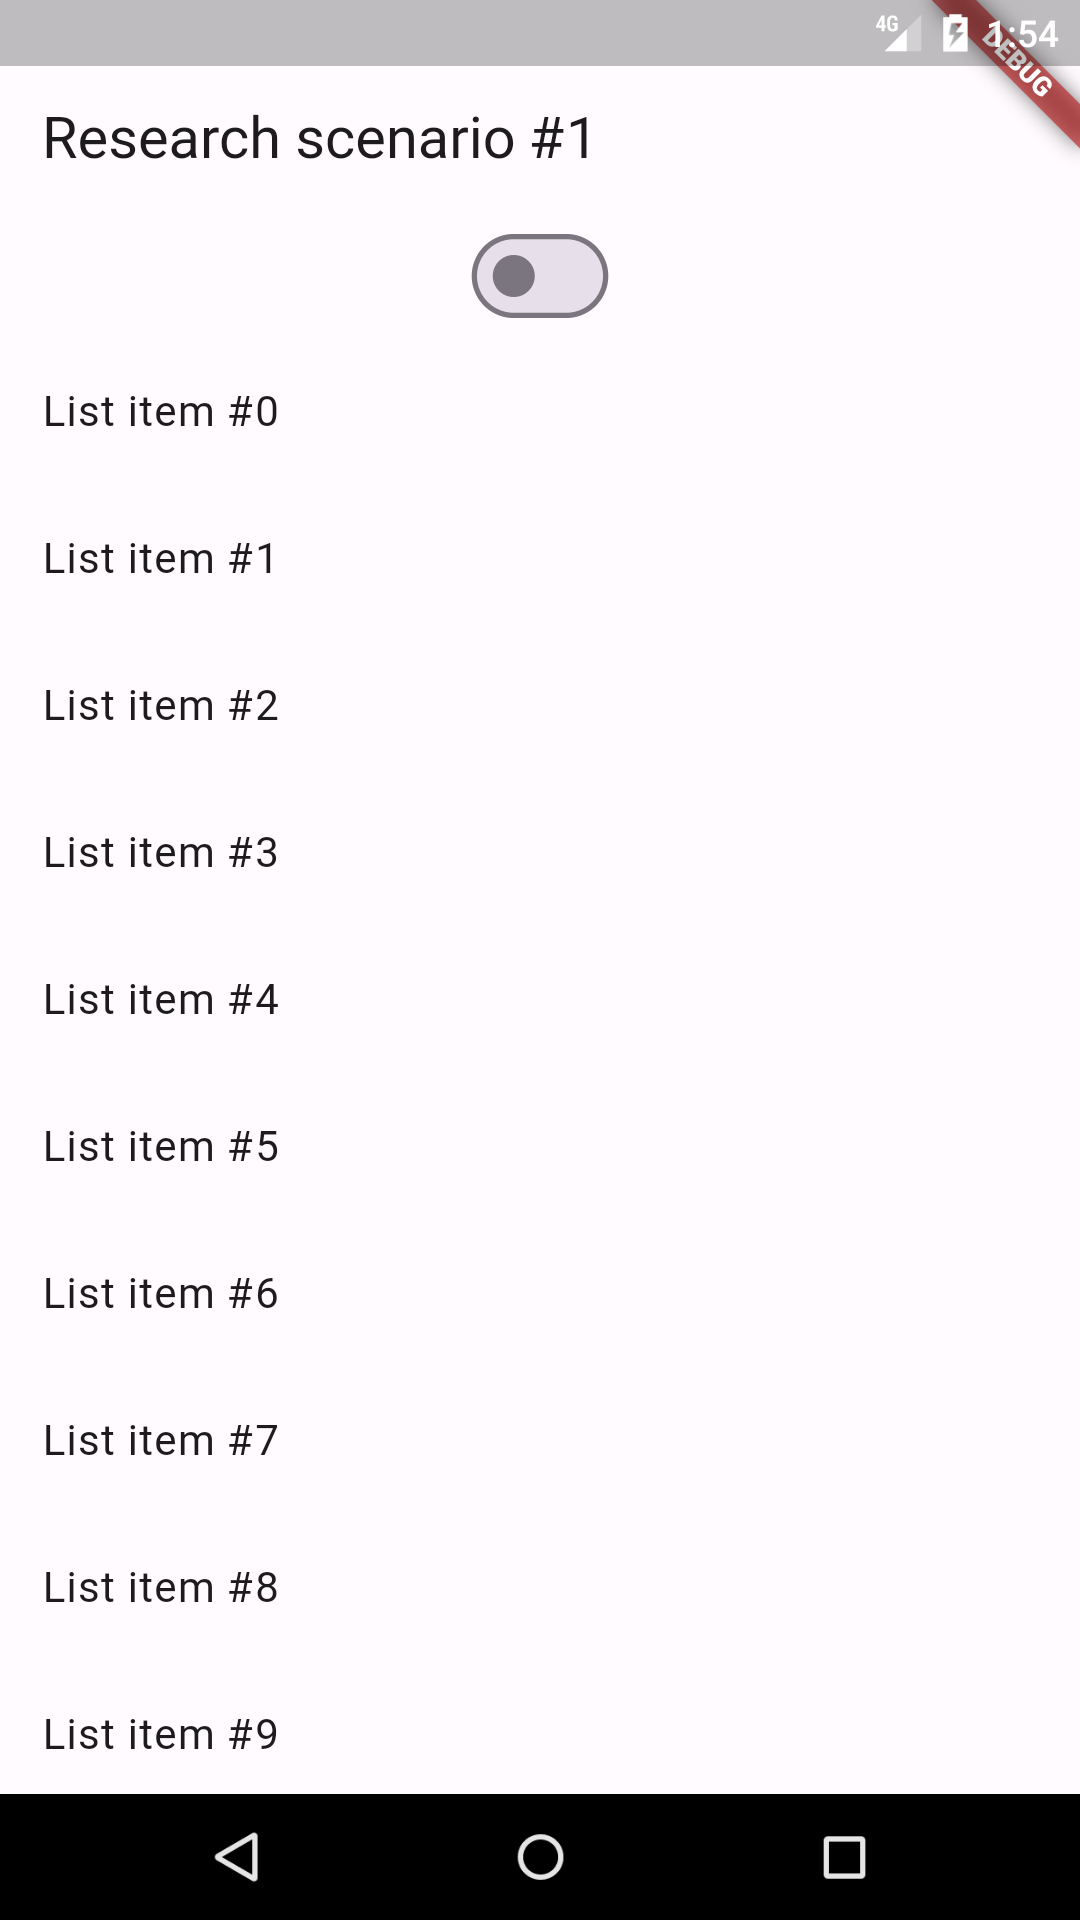 4G 1:54
DEBUG
Research scenario #1
List item #0
List item #1
List item #2
List item #3
List item #4
List item #5
List item #6
List item #7
List item #8
List item #9